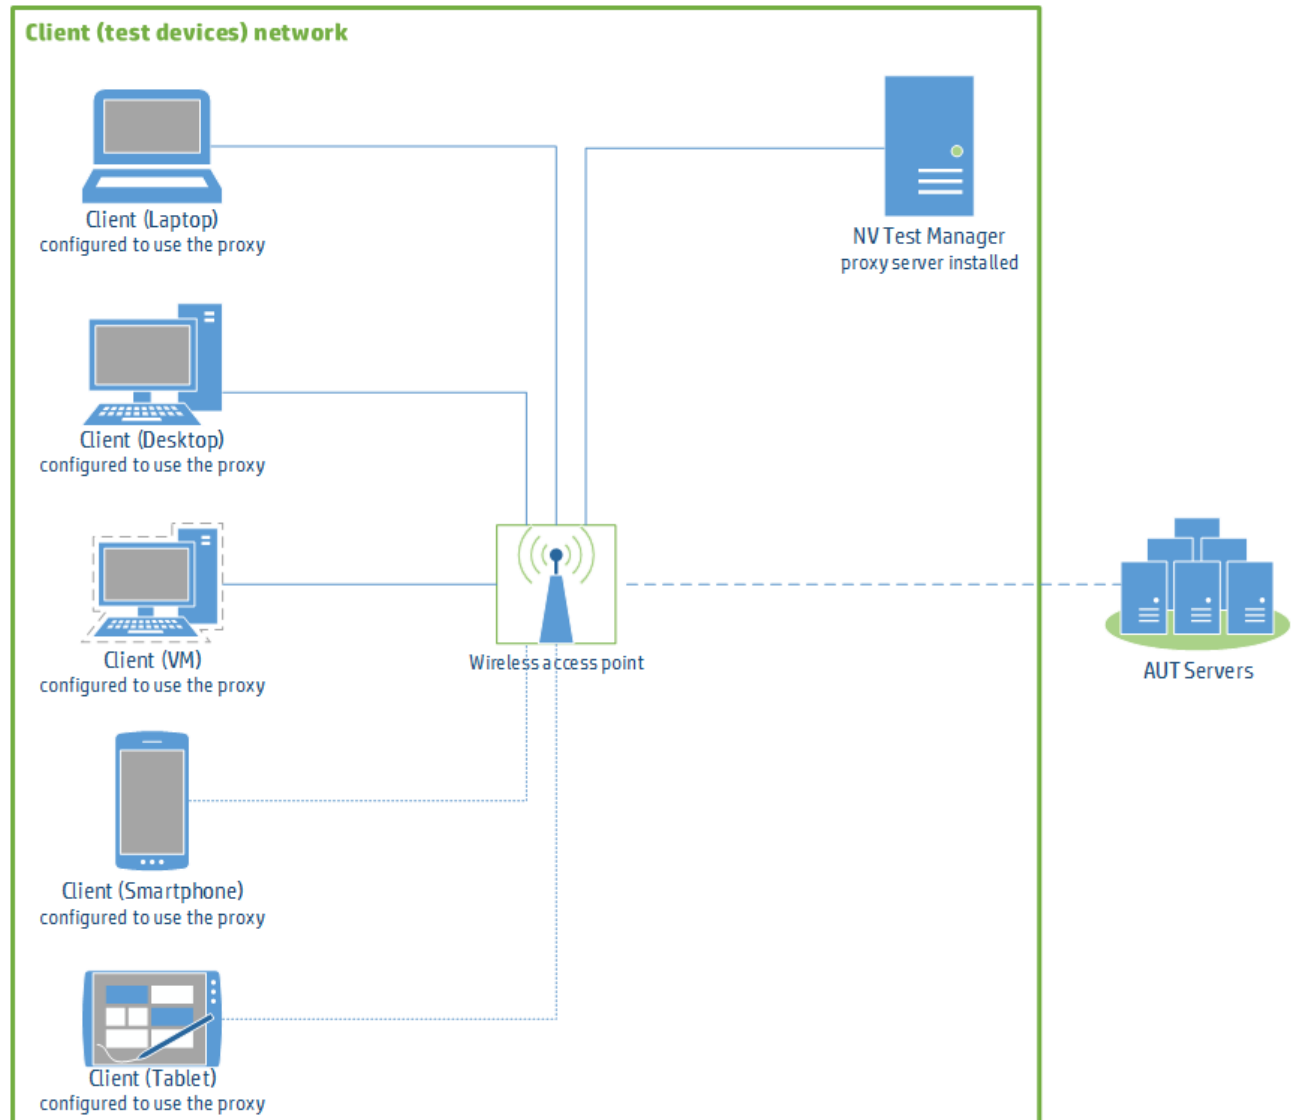 Client (test devices) network
Client (Laptop)
configured to use the proxy
NV Test Manager
proxy server installed
Client (Desktop)
configured to use the proxy
Client (VM)
configured to use the proxy
Wireless access point
AUT Servers
Client (Smartphone)
configured to use the proxy
Client (Tablet)
configured to use the proxy